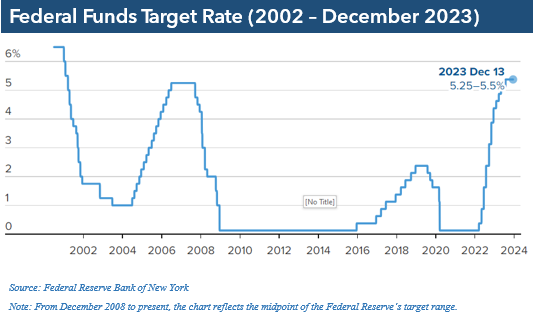 Federal Funds Target Rate (2002 – December 2023)
6%
2023 Dec 13
5.25–5.5%
5
4
3
2
1
[No Title]
0
2002 2004 2006 2008 2010 2012 2014 2016 2018 2020 2022 2024
Source: Federal Reserve Bank of New York
Note: From December 2008 to present, the chart reflects the midpoint of the Federal Reserve's target range.